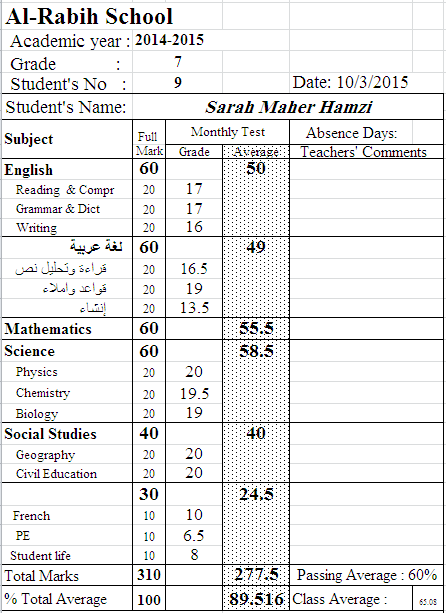 Al-Rabih School
Academic year : 2014-2015
Grade : 7
Student's No : 9 Date: 10/3/2015
Student's Name: Sarah Maher Hamzi
Subject Full Mark Monthly Test Absence Days:
Grade Average Teachers' Comments
English 60 50
Reading & Compr 20 17
Grammar & Dict 20 17
Writing 20 16
لغة عربية 60 49
قراءة وتحليل نص 20 16.5
قواعد واملاء 20 19
إنشاء 20 13.5
Mathematics 60 55.5
Science 60 58.5
Physics 20 20
Chemistry 20 19.5
Biology 20 19
Social Studies 40 40
Geography 20 20
Civil Education 20 20
30 24.5
French 10 10
PE 10 6.5
Student life 10 8
Total Marks 310 277.5 Passing Average : 60%
% Total Average 100 89.516 Class Average : 65.08